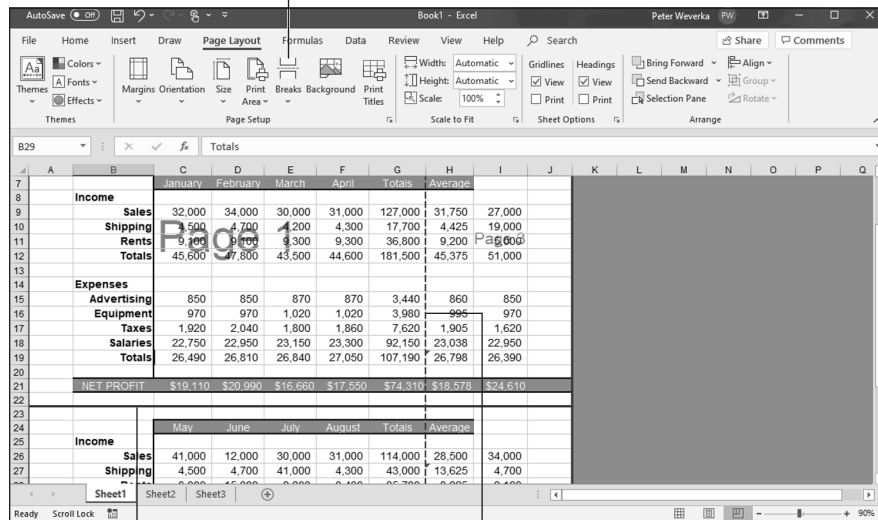 AutoSave Off Book1 - Excel Peter Weverka PW
File Home Insert Draw Page Layout Formulas Data Review View Help Search Share Comments
Themes Colors Fonts Effects Margins Orientation Size Print Area Breaks Background Print Titles Width: Automatic Height: Automatic Scale: 100% Gridlines View Print Headings View Print Bring Forward Send Backward Selection Pane Align Group Rotate
Themes Page Setup Scale to Fit Sheet Options Arrange
B29 fx Totals
A B C D E F G H I J K L M N O P Q
7 January February March April Totals Average
8 Income
9 Sales 32,000 34,000 30,000 31,000 127,000 31,750 27,000
10 Shipping 4,500 4,700 4,200 4,300 17,700 4,425 19,000
Page 1 Page 3
11 Rents 9,100 9,100 9,300 9,300 36,800 9,200 5,000
12 Totals 45,600 47,800 43,500 44,600 181,500 45,375 51,000
13
14 Expenses
15 Advertising 850 850 870 870 3,440 860 850
16 Equipment 970 970 1,020 1,020 3,980 995 970
17 Taxes 1,920 2,040 1,800 1,860 7,620 1,905 1,620
18 Salaries 22,750 22,950 23,150 23,300 92,150 23,038 22,950
19 Totals 26,490 26,810 26,840 27,050 107,190 26,798 26,390
20
21 NET PROFIT $19,110 $20,990 $16,660 $17,550 $74,310 $18,578 $24,610
22
23
24 May June July August Totals Average
25 Income
26 Sales 41,000 12,000 30,000 31,000 114,000 28,500 34,000
27 Shipping 4,500 4,700 41,000 4,300 43,000 13,625 4,700
Sheet1 Sheet2 Sheet3
Ready Scroll Lock 90%